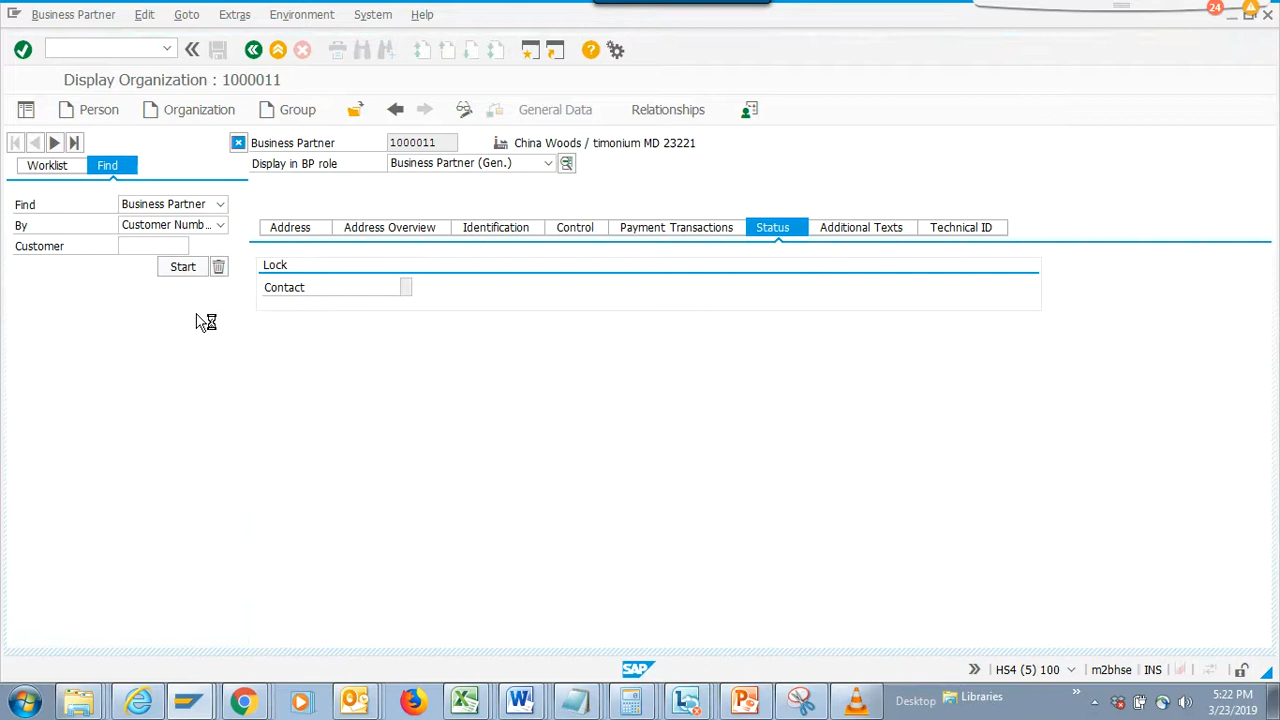 24
Business Partner Edit Goto Extras Environment System Help
Display Organization : 1000011
Person Organization Group General Data Relationships
Business Partner 1000011 China Woods / timonium MD 23221
Worklist Find
Display in BP role Business Partner (Gen.)
Find Business Partner
By Customer Numb...
Customer
Start
Address Address Overview Identification Control Payment Transactions Status Additional Texts Technical ID
Lock
Contact
SAP
HS4 (5) 100 m2bhse INS
Desktop Libraries
5:22 PM
3/23/2019